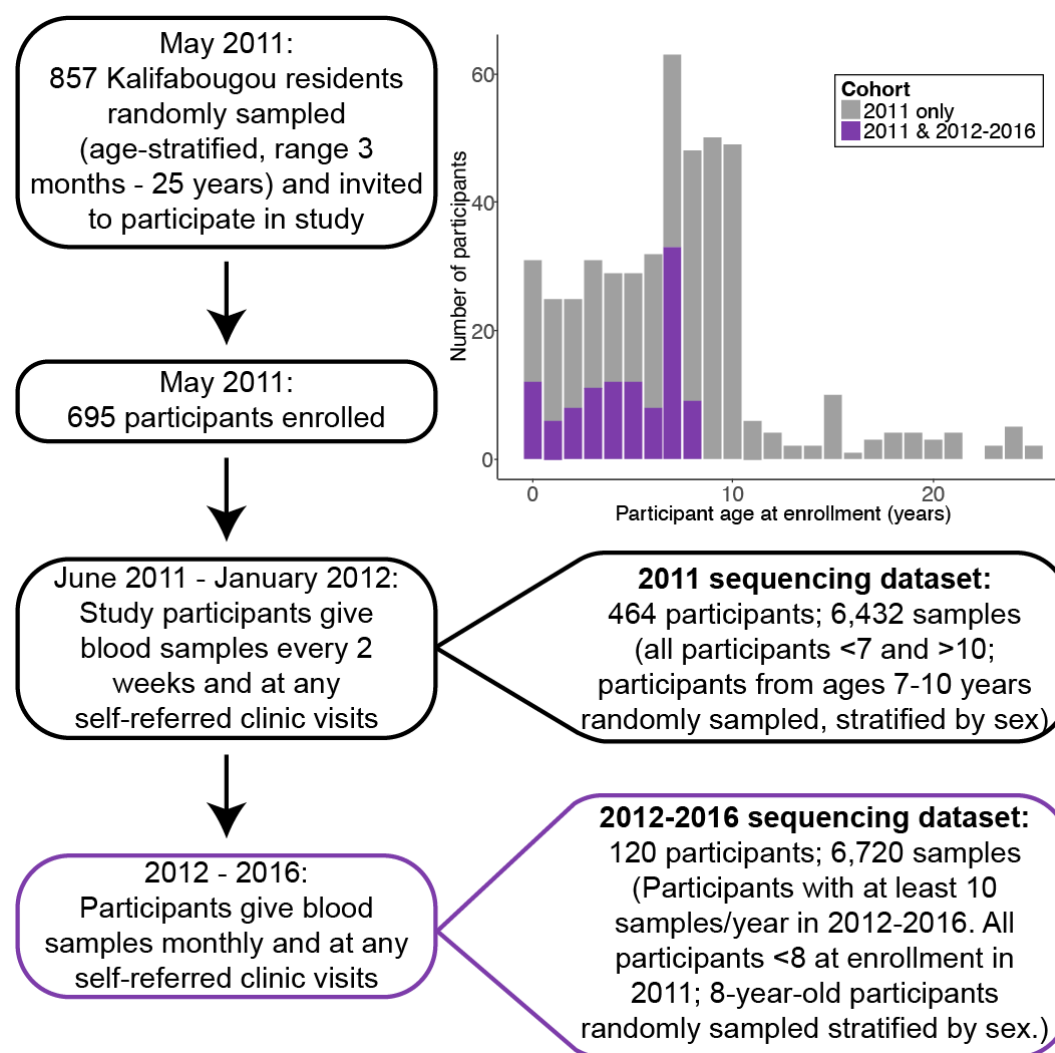 May 2011:
857 Kalifabougou residents
randomly sampled
(age-stratified, range 3
months - 25 years) and invited
to participate in study
60
40
20
0
Number of participants
Cohort
2011 only
2011 & 2012-2016
0 10 20
Participant age at enrollment (years)
May 2011:
695 participants enrolled
June 2011 - January 2012:
Study participants give
blood samples every 2
weeks and at any
self-referred clinic visits
2011 sequencing dataset:
464 participants; 6,432 samples
(all participants <7 and >10;
participants from ages 7-10 years
randomly sampled, stratified by sex)
2012 - 2016:
Participants give blood
samples monthly and at any
self-referred clinic visits
2012-2016 sequencing dataset:
120 participants; 6,720 samples
(Participants with at least 10
samples/year in 2012-2016. All
participants <8 at enrollment in
2011; 8-year-old participants
randomly sampled stratified by sex.)